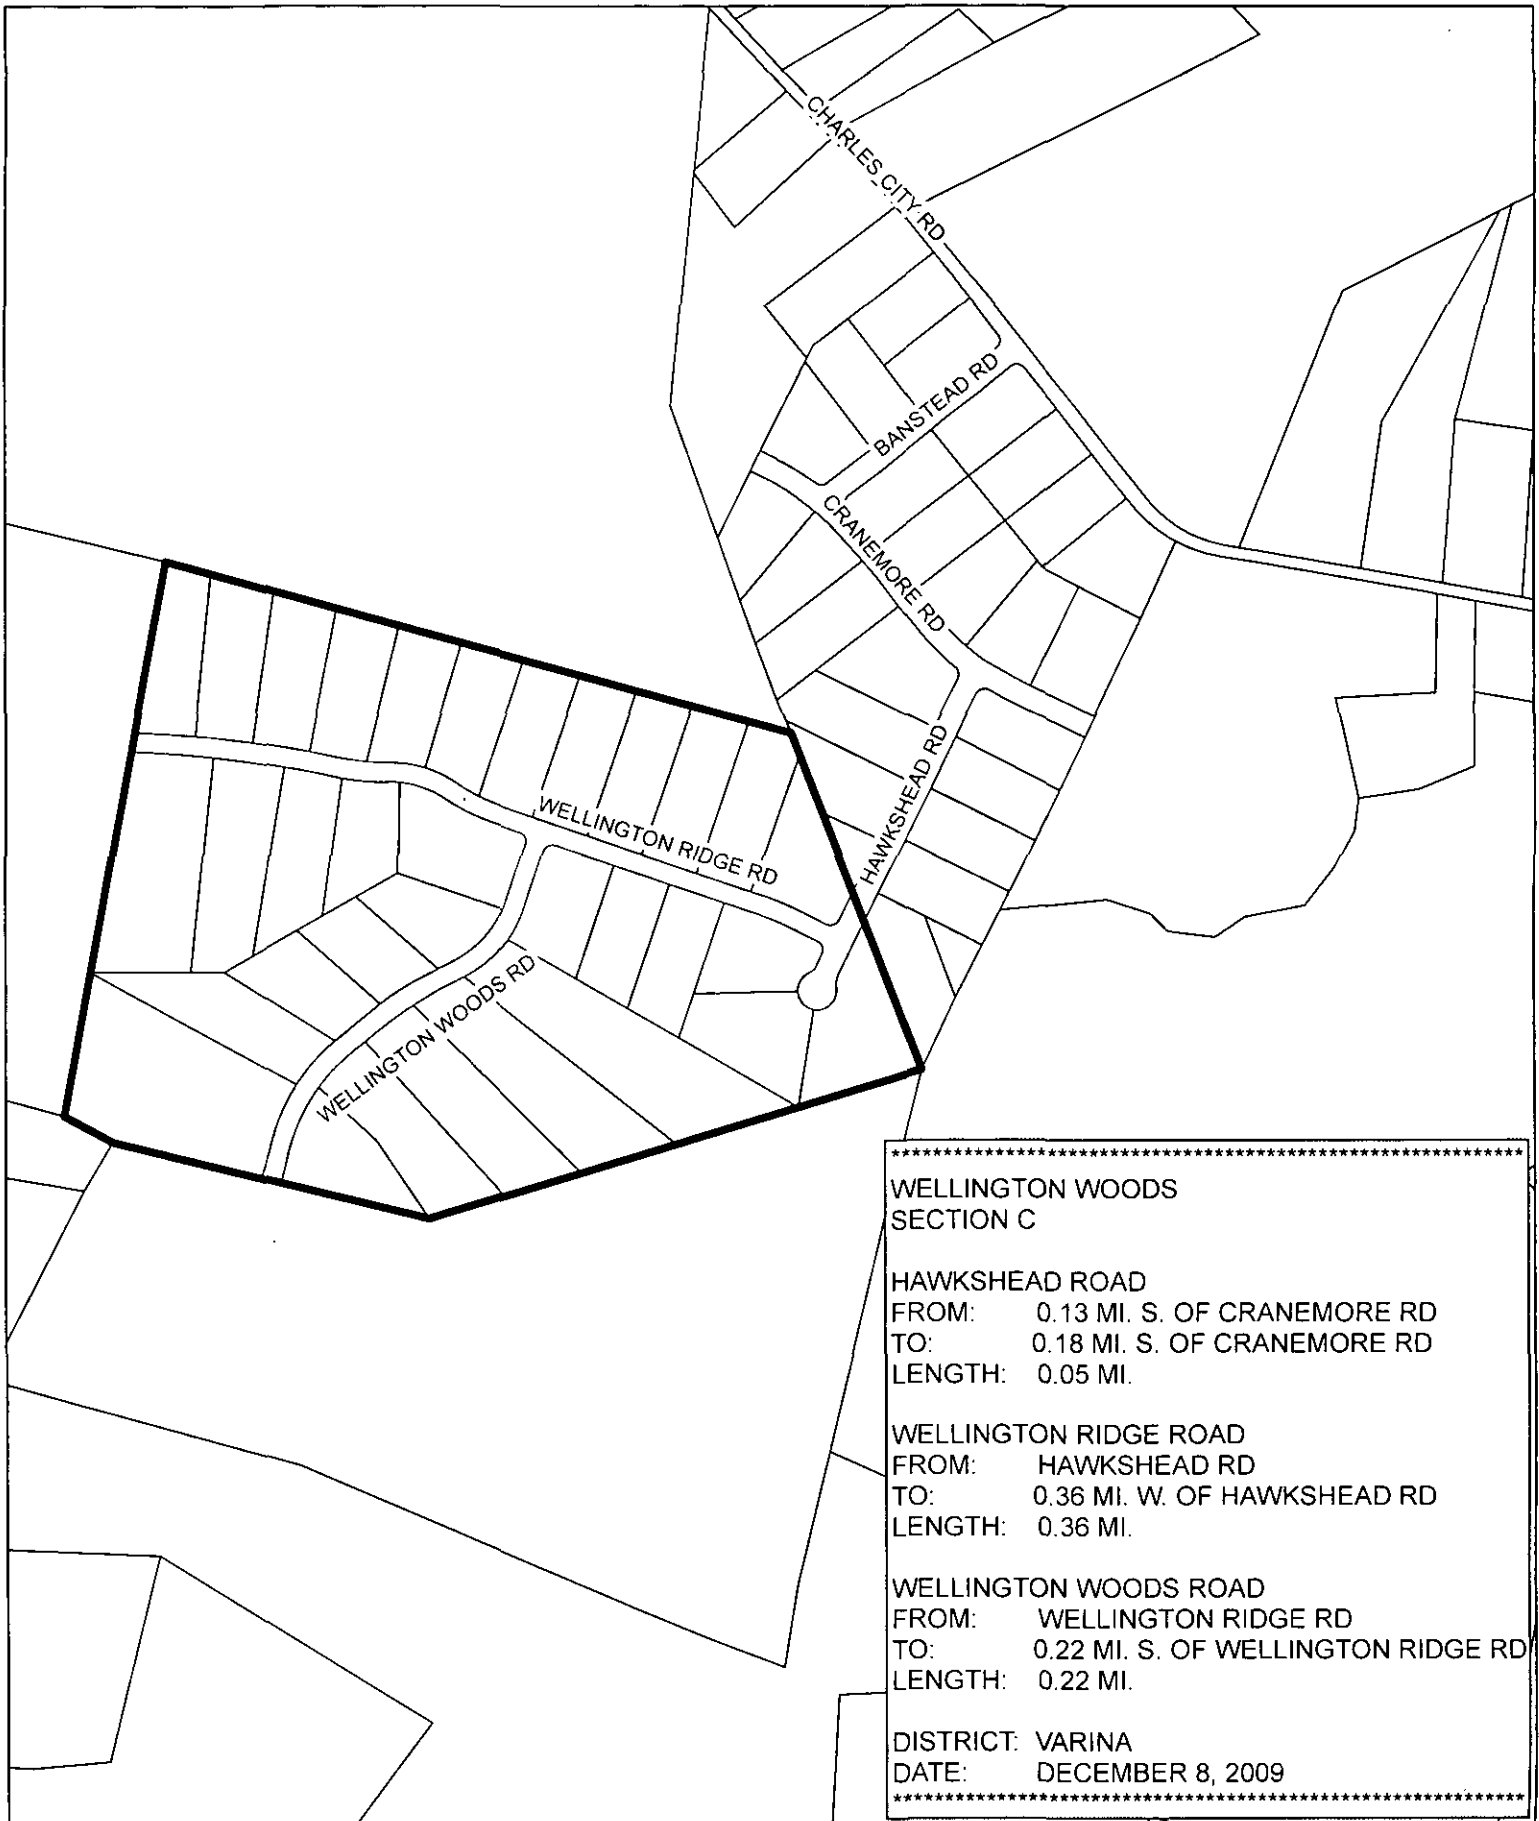 CHARLES CITY RD
BANSTEAD RD
CRANEMORE RD
HAWKSHEAD RD
WELLINGTON RIDGE RD
WELLINGTON WOODS RD
************************************************************
WELLINGTON WOODS
SECTION C
HAWKSHEAD ROAD
FROM: 0.13 MI. S. OF CRANEMORE RD
TO: 0.18 MI. S. OF CRANEMORE RD
LENGTH: 0.05 MI.
WELLINGTON RIDGE ROAD
FROM: HAWKSHEAD RD
TO: 0.36 MI. W. OF HAWKSHEAD RD
LENGTH: 0.36 MI.
WELLINGTON WOODS ROAD
FROM: WELLINGTON RIDGE RD
TO: 0.22 MI. S. OF WELLINGTON RIDGE RD
LENGTH: 0.22 MI.
DISTRICT: VARINA
DATE: DECEMBER 8, 2009
************************************************************